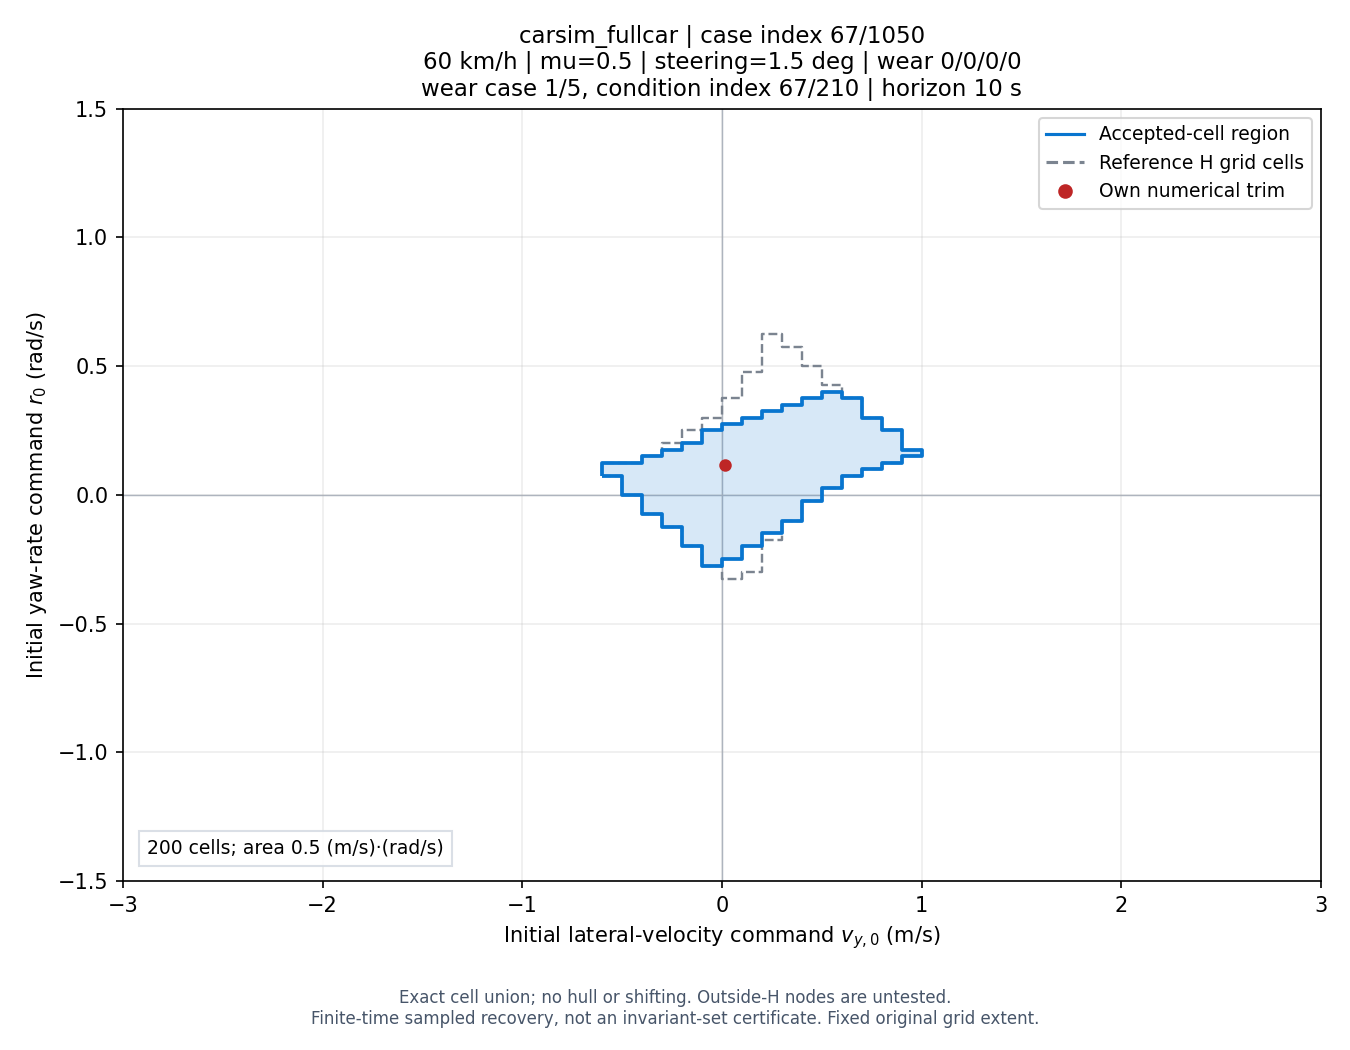 carsim_fullcar | case index 67/1050
60 km/h | mu=0.5 | steering=1.5 deg | wear 0/0/0/0
wear case 1/5, condition index 67/210 | horizon 10 s
Accepted-cell region
Reference H grid cells
Own numerical trim
1.5
1.0
0.5
0.0
−0.5
−1.0
−1.5
Initial yaw-rate command r₀ (rad/s)
200 cells; area 0.5 (m/s)·(rad/s)
−3
−2
−1
0
1
2
3
Initial lateral-velocity command v_{y,0} (m/s)
Exact cell union; no hull or shifting. Outside-H nodes are untested.
Finite-time sampled recovery, not an invariant-set certificate. Fixed original grid extent.